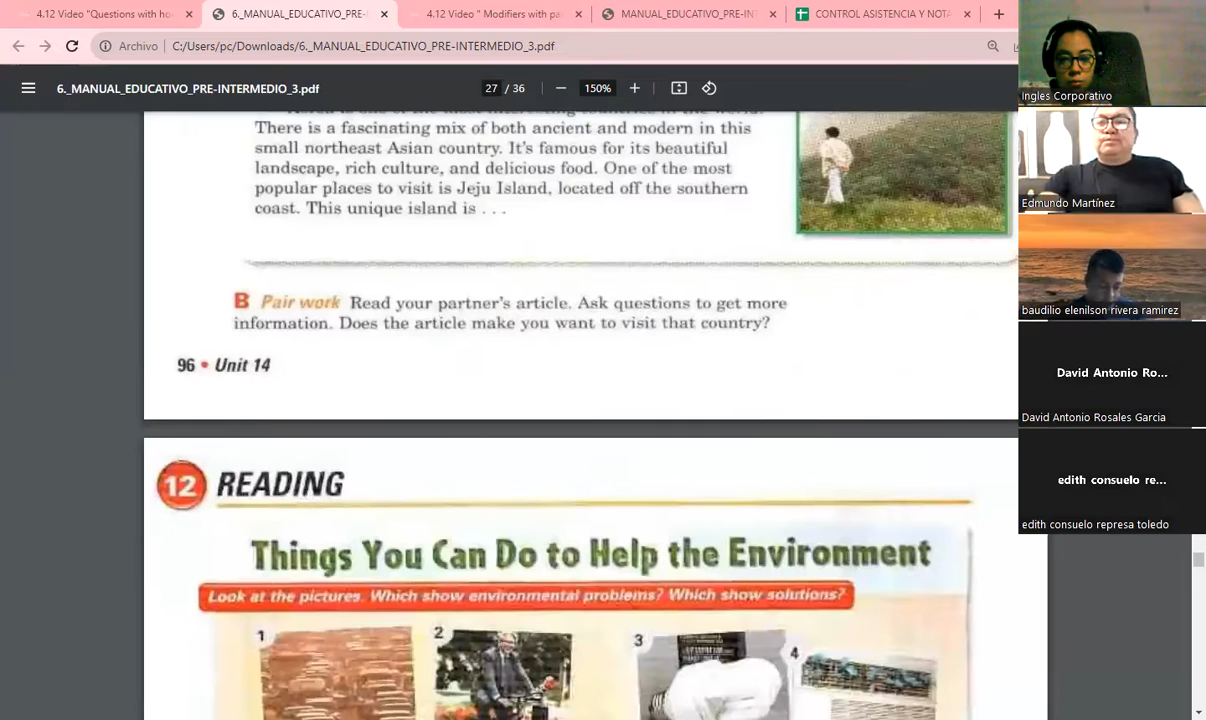 4.12 Video "Questions with ho
6._MANUAL_EDUCATIVO_PRE-
4.12 Video " Modifiers with pa
MANUAL_EDUCATIVO_PRE-INT
CONTROL ASISTENCIA Y NOTA
Archivo
C:/Users/pc/Downloads/6._MANUAL_EDUCATIVO_PRE-INTERMEDIO_3.pdf
6._MANUAL_EDUCATIVO_PRE-INTERMEDIO_3.pdf
27 / 36
150%
There is a fascinating mix of both ancient and modern in this
small northeast Asian country. It's famous for its beautiful
landscape, rich culture, and delicious food. One of the most
popular places to visit is Jeju Island, located off the southern
coast. This unique island is . . .
B Pair work Read your partner's article. Ask questions to get more
information. Does the article make you want to visit that country?
96 • Unit 14
12 READING
Things You Can Do to Help the Environment
Look at the pictures. Which show environmental problems? Which show solutions?
1
2
3
4
Ingles Corporativo
Edmundo Martínez
baudilio elenilson rivera ramirez
David Antonio Ro...
David Antonio Rosales Garcia
edith consuelo re...
edith consuelo represa toledo